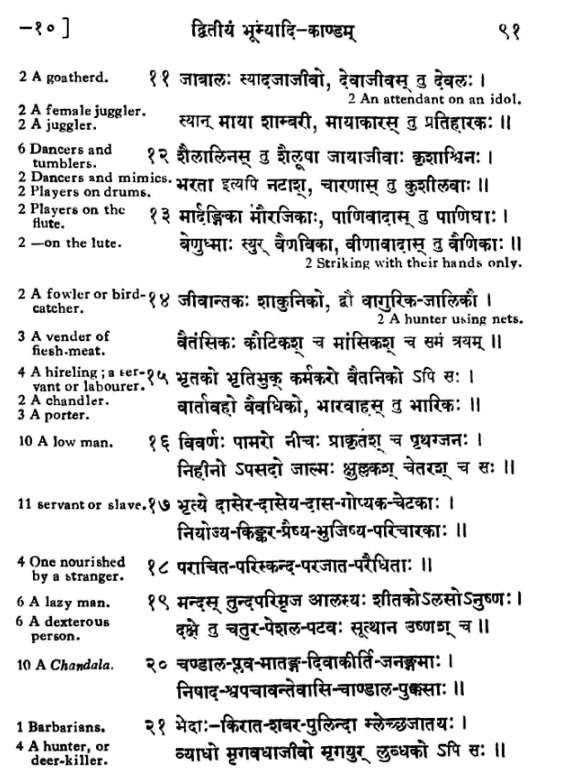 -१० ] द्वितीयं भूम्यादि-काण्डम् ९१
2 A goatherd. ११ जाबालः स्यादजाजीवो, देवाजीवस् तु देवलः ।
2 An attendant on an idol.
2 A female juggler.
2 A juggler. स्यान् माया शाम्बरी, मायाकारस् तु प्रतिहारकः ॥
6 Dancers and १२ शैलालिनस् तु शैलूषा जायाजीवाः कृशाश्विनः ।
tumblers.
2 Dancers and mimics. भरता इत्यपि नटाश्, चारणास् तु कुशीलवाः ॥
2 Players on drums.
2 Players on the १३ मार्दङ्गिका मौरजिकाः, पाणिवादास् तु पाणिघाः ।
flute.
2 —on the lute. वेणुध्माः स्युर् वैणविका, वीणावादास् तु वैणिकाः ॥
2 Striking with their hands only.
2 A fowler or bird- १४ जीवान्तकः शाकुनिको, द्वौ वागुरिक-जालिकौ ।
catcher.
2 A hunter using nets.
3 A vender of वैतंसिकः कौटिकश् च मांसिकश् च समं त्रयम् ॥
flesh-meat.
4 A hireling; a ser- १५ भृतको भृतिभुक् कर्मकरो वैतनिको ऽपि सः ।
vant or labourer.
2 A chandler. वार्तावहो वैवधिको, भारवाहस् तु भारिकः ॥
3 A porter.
10 A low man. १६ विवर्णः पामरो नीचः प्राकृतश् च पृथग्जनः ।
निहीनो ऽपसदो जाल्मः क्षुल्लकश् चेतरश् च सः ॥
11 servant or slave. १७ भृत्ये दासेर-दासेय-दास-गोप्यक-चेटकाः ।
नियोज्य-किङ्कर-प्रैष्य-भुजिष्य-परिचारकाः ॥
4 One nourished १८ पराचित-परिस्कन्द-परजात-परैधिताः ॥
by a stranger.
6 A lazy man. १९ मन्दस् तुन्दपरिमृज आलस्यः शीतकोऽलसोऽनुष्णः ।
6 A dexterous दक्षे तु चतुर-पेशल-पटवः सूत्थान उष्णश् च ॥
person.
10 A Chandala. २० चण्डाल-प्लव-मातङ्ग-दिवाकीर्ति-जनङ्गमाः ।
निषाद-श्वपचावन्तेवासि-चाण्डाल-पुक्कसाः ॥
1 Barbarians. २१ भेदाः-किरात-शबर-पुलिन्दा म्लेच्छजातयः ।
4 A hunter, or व्याधो मृगवधाजीवो मृगयुर् लुब्धको ऽपि सः ॥
deer-killer.